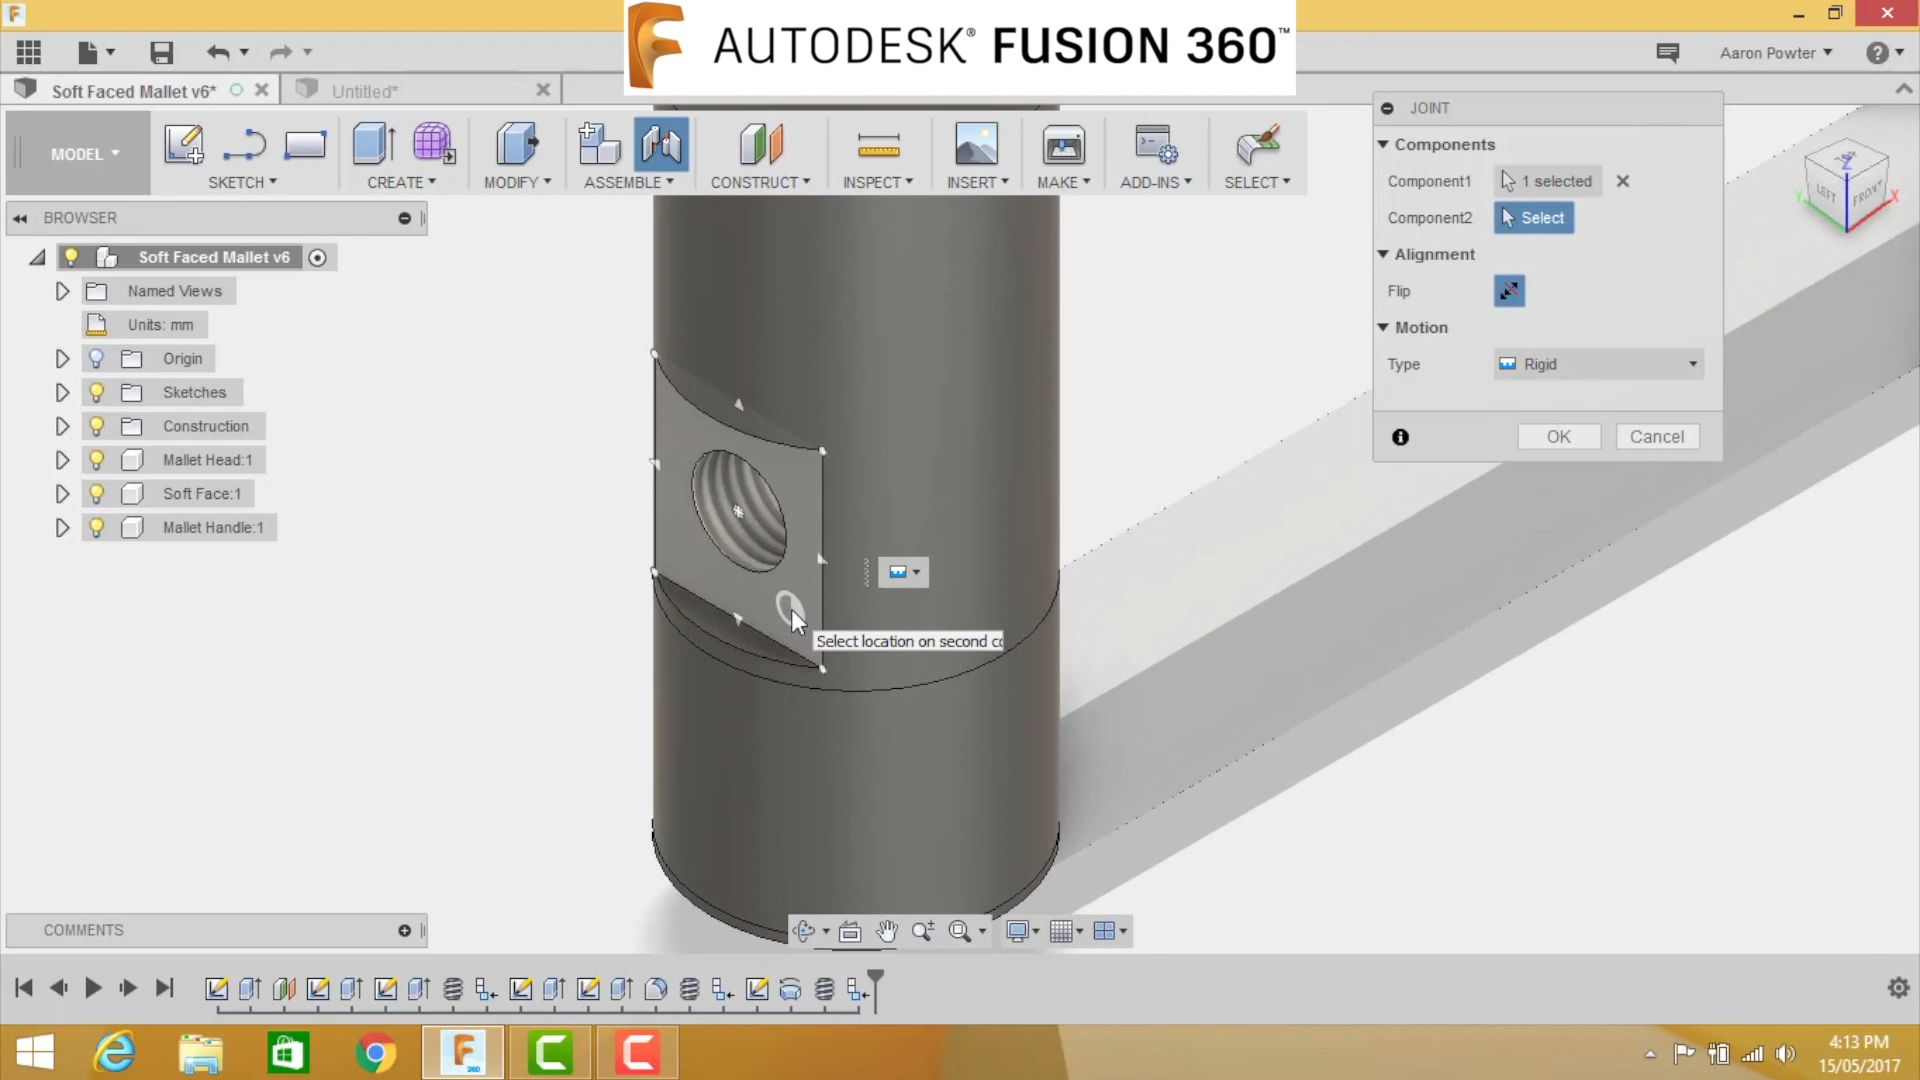 AUTODESK® FUSION 360™
Aaron Powter
Soft Faced Mallet v6*
Untitled*
MODEL
SKETCH
CREATE
MODIFY
ASSEMBLE
CONSTRUCT
INSPECT
INSERT
MAKE
ADD-INS
SELECT
BROWSER
Soft Faced Mallet v6
Named Views
Units: mm
Origin
Sketches
Construction
Mallet Head:1
Soft Face:1
Mallet Handle:1
JOINT
Components
Component1 1 selected
Component2 Select
Alignment
Flip
Motion
Type Rigid
OK Cancel
Z
LEFT FRONT
Y X
Select location on second co
COMMENTS
360
4:13 PM
15/05/2017